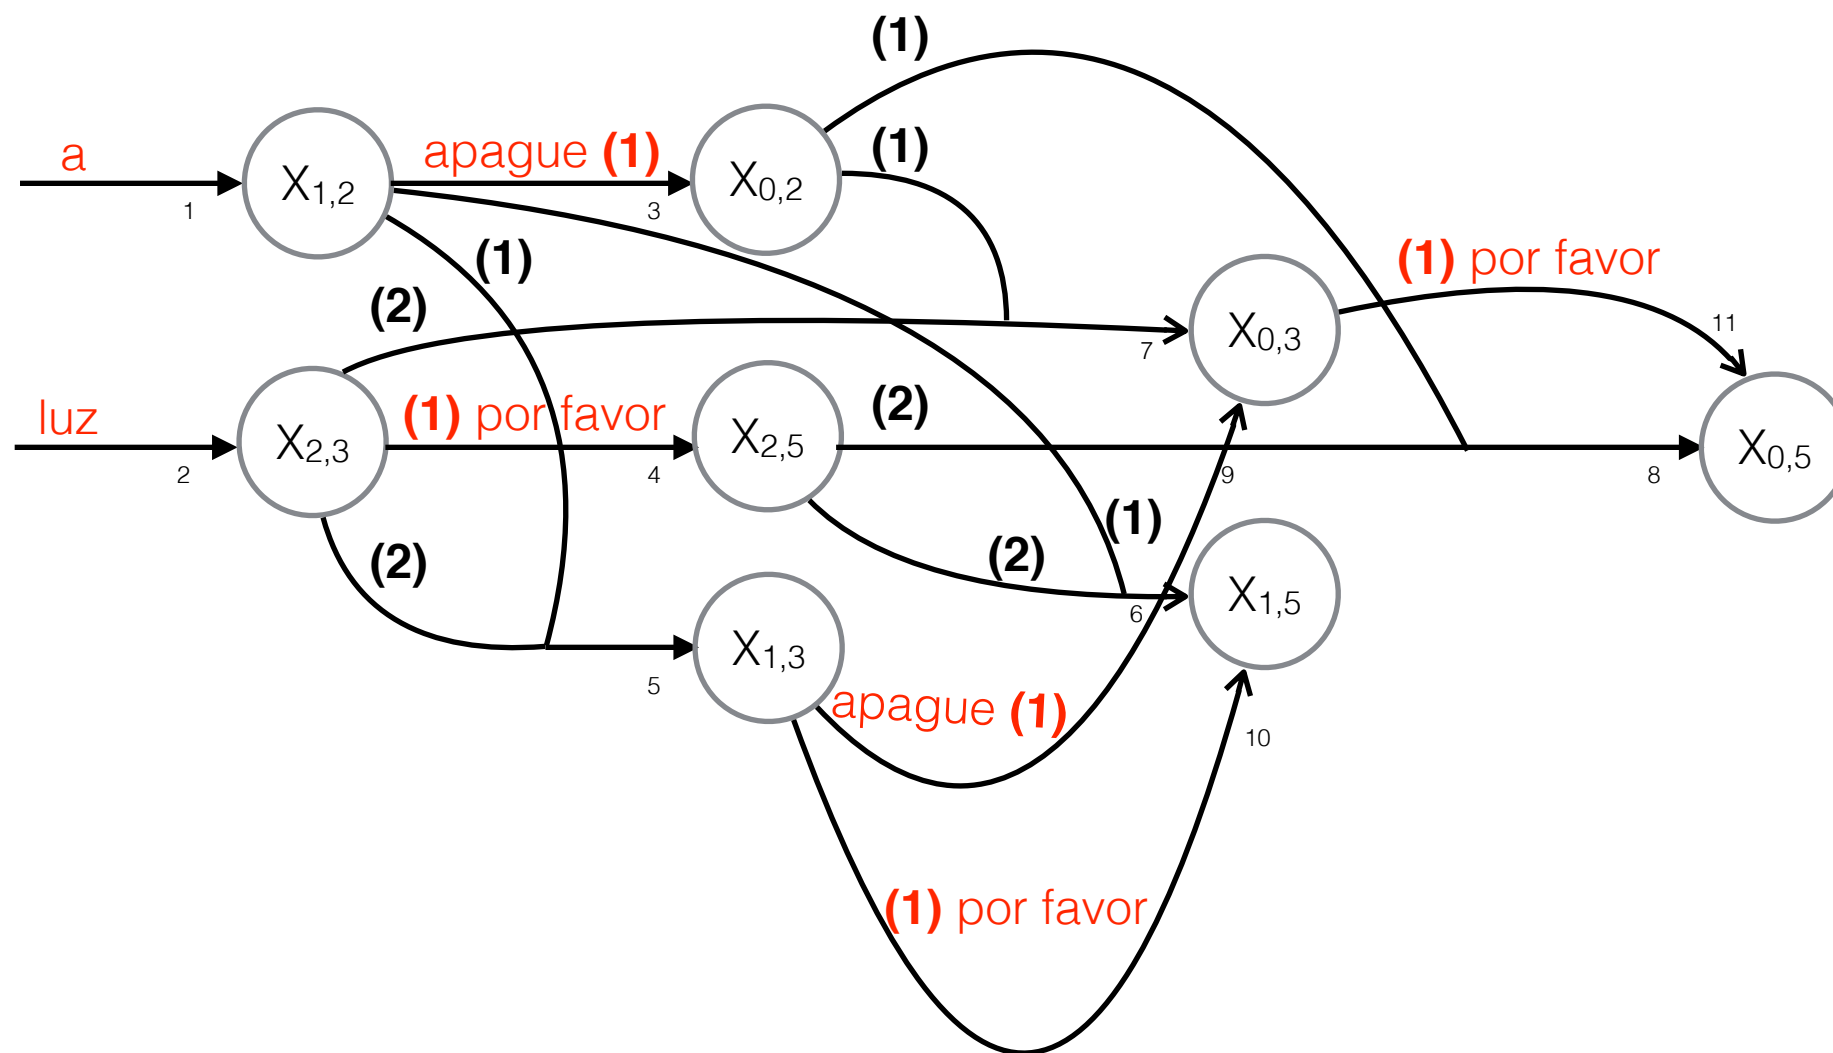 (1)
a
apague (1)
(1)
X1,2
X0,2
1
3
(1)
(1) por favor
(2)
X0,3
11
7
luz
(1) por favor
(2)
X2,3
X2,5
X0,5
2
4
9
8
(1)
(2)
(2)
6
X1,5
X1,3
5
apague (1)
10
(1) por favor